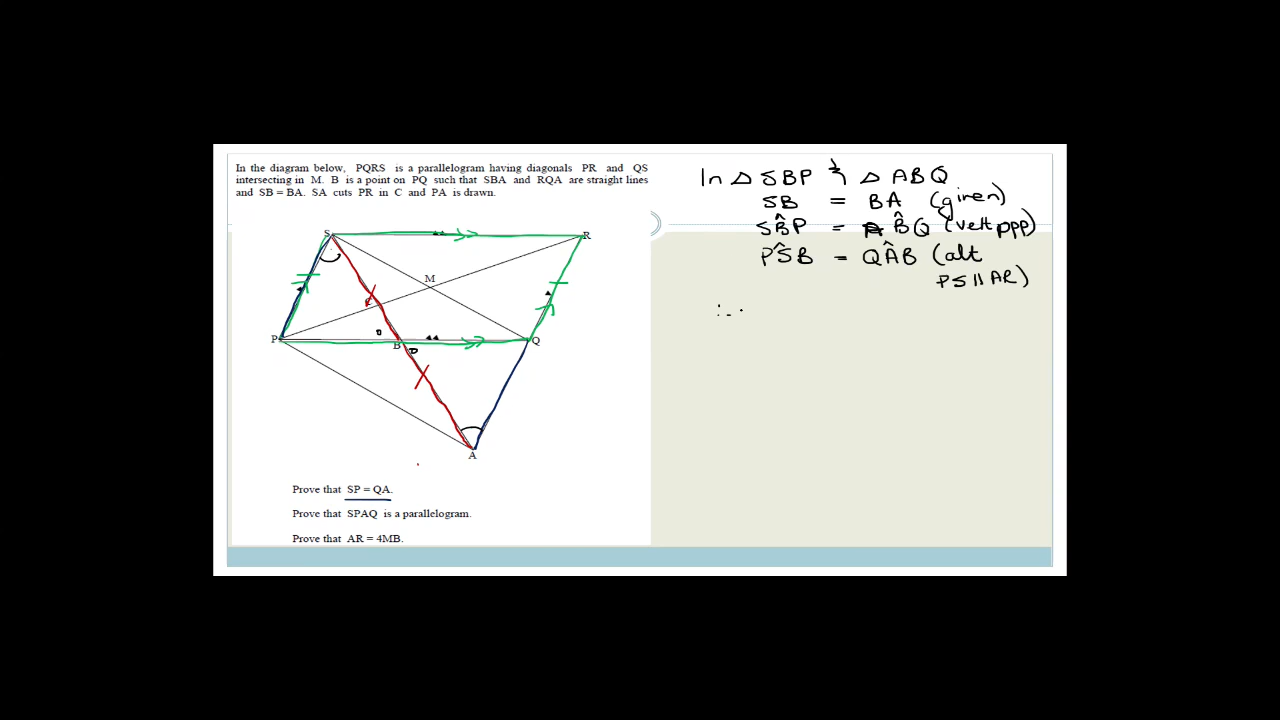 In the diagram below, PQRS is a parallelogram having diagonals PR and QS
intersecting in M. B is a point on PQ such that SBA and RQA are straight lines
and SB = BA. SA cuts PR in C and PA is drawn.
S
R
M
C
P
B
Q
A
Prove that SP = QA.
Prove that SPAQ is a parallelogram.
Prove that AR = 4MB.
In △ SBP & △ ABQ
SB = BA (given)
SB̂P = AB̂Q (vert opp)
PŜB = QÂB (alt
PS || AR)
∴